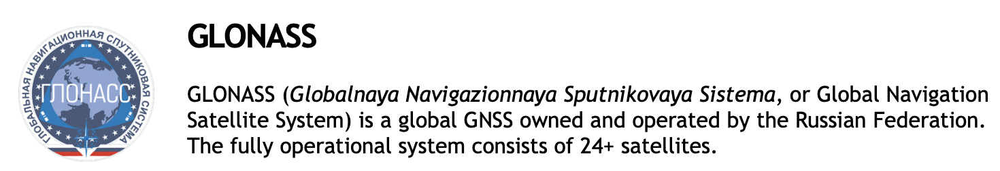 GLONASS
ГЛОБАЛЬНАЯ НАВИГАЦИОННАЯ СПУТНИКОВАЯ СИСТЕМА
ГЛОНАСС
GLONASS (Globalnaya Navigazionnaya Sputnikovaya Sistema, or Global Navigation
Satellite System) is a global GNSS owned and operated by the Russian Federation.
The fully operational system consists of 24+ satellites.